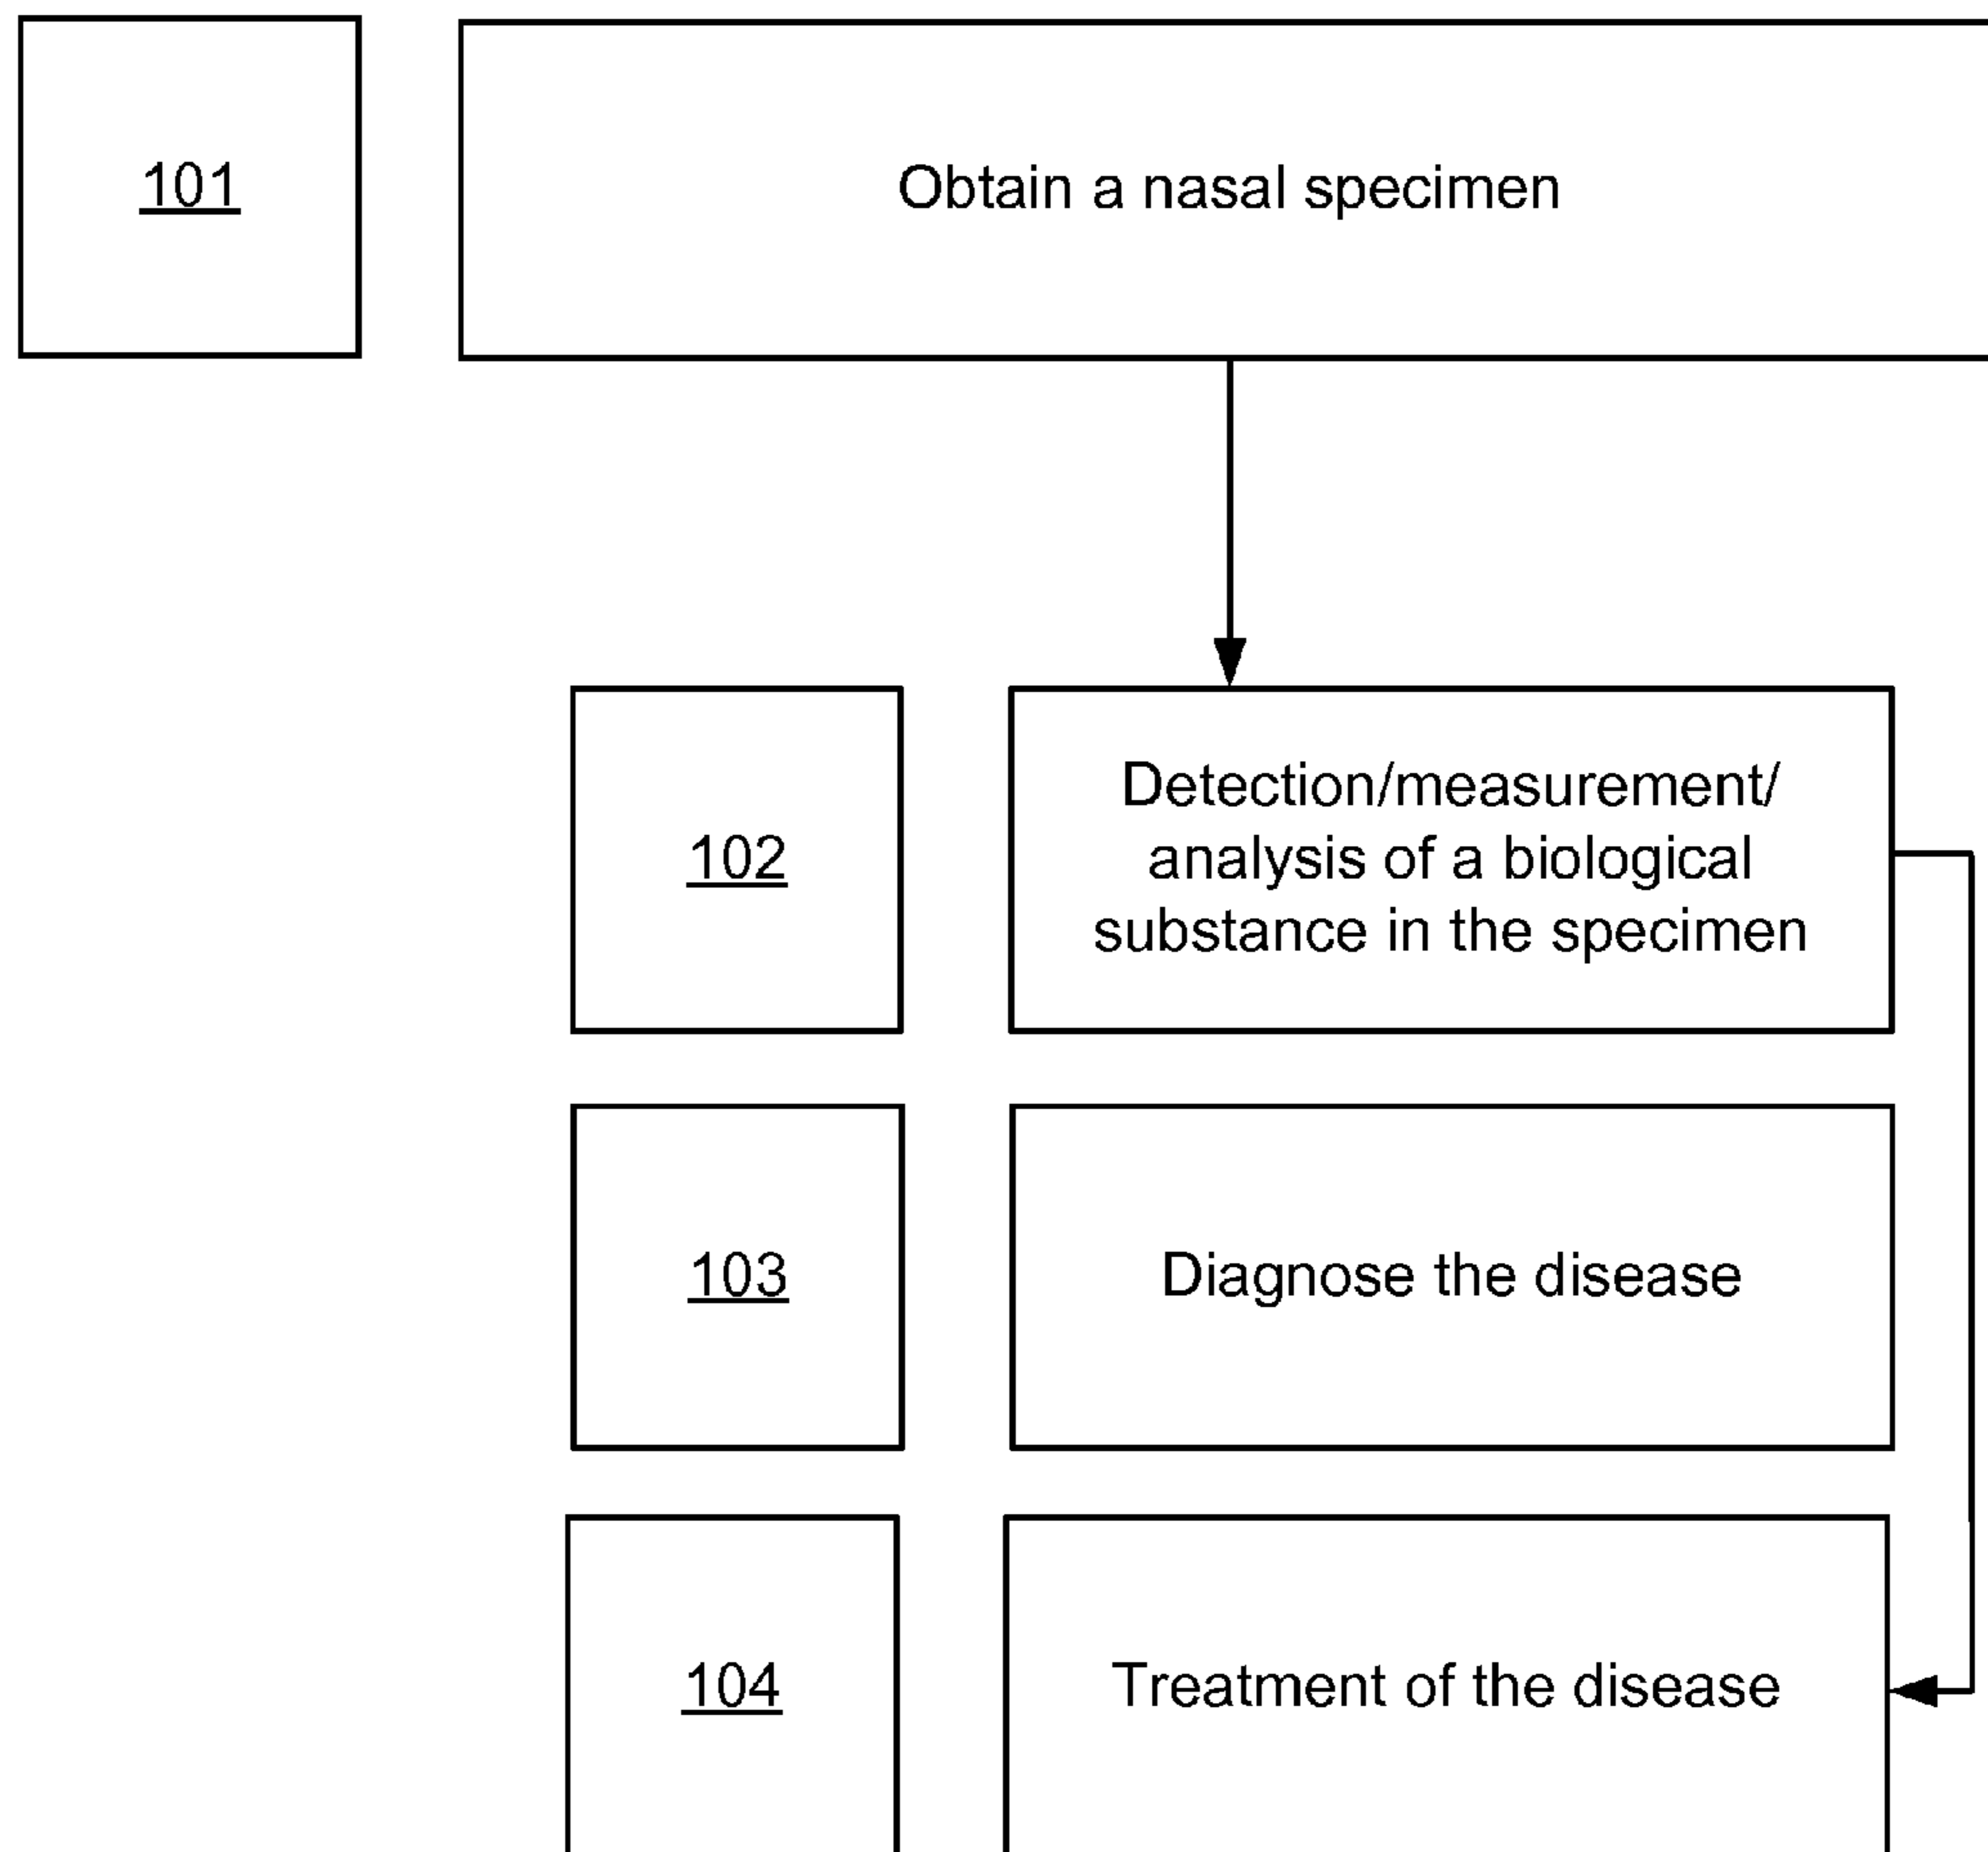 101
Obtain a nasal specimen
102
Detection/measurement/
analysis of a biological
substance in the specimen
103
Diagnose the disease
104
Treatment of the disease